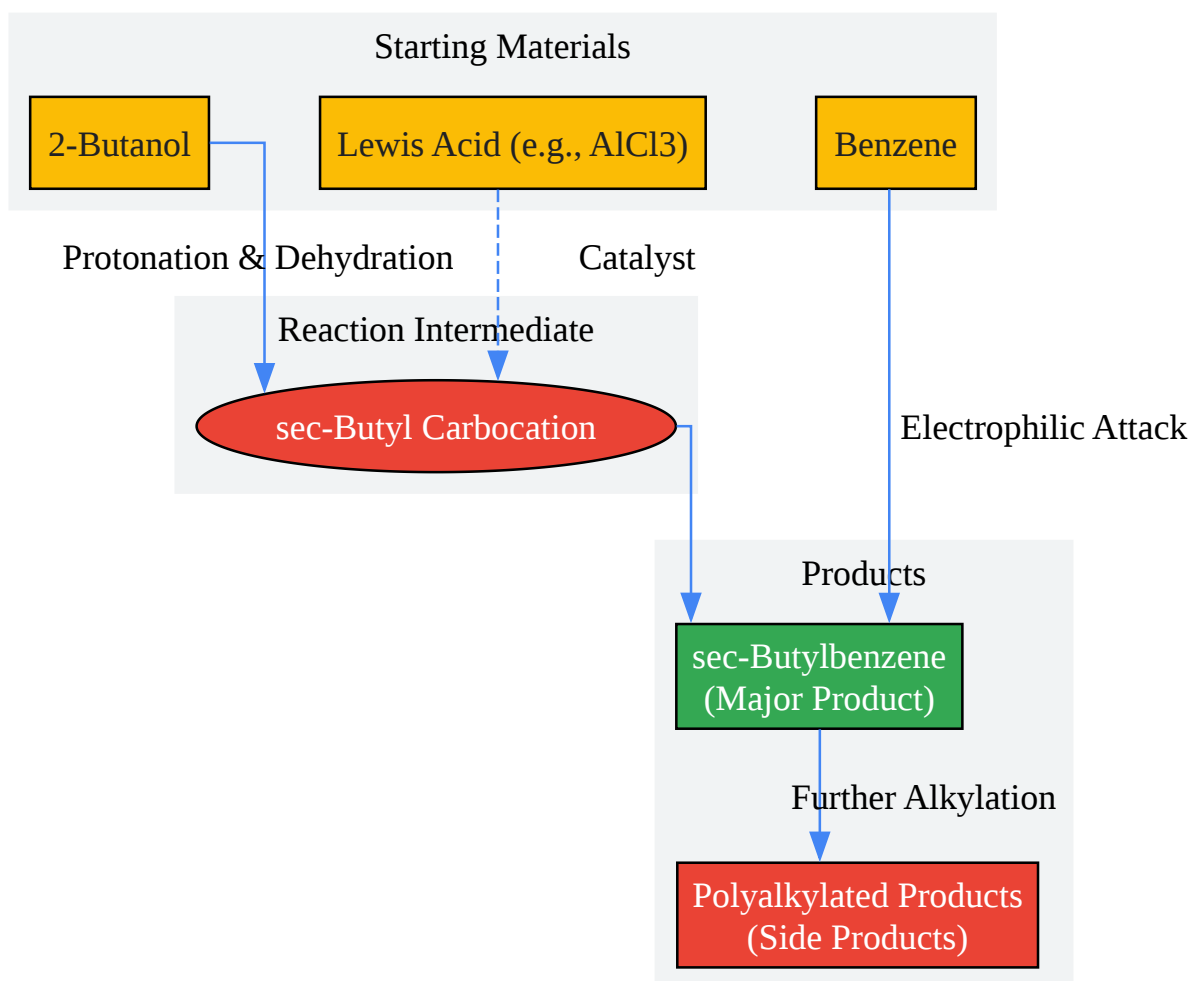 Starting Materials
2-Butanol
Lewis Acid (e.g., AlCl3)
Benzene
Protonation & Dehydration
Catalyst
Reaction Intermediate
sec-Butyl Carbocation
Electrophilic Attack
Products
sec-Butylbenzene
(Major Product)
Further Alkylation
Polyalkylated Products
(Side Products)